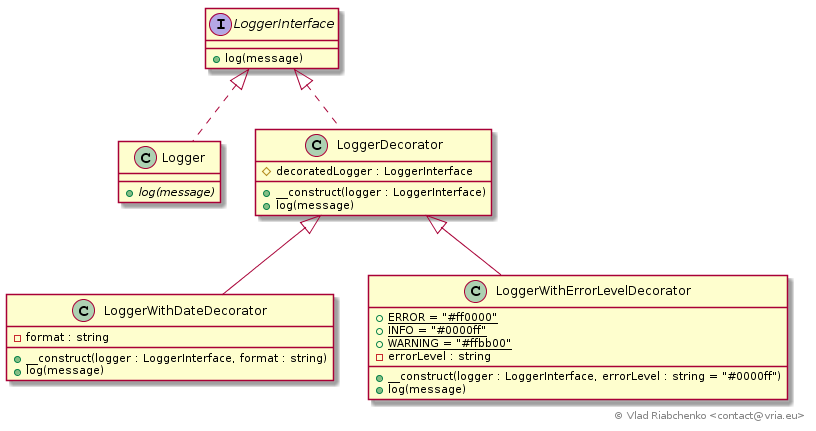 I LoggerInterface
log(message)
C Logger
log(message)
C LoggerDecorator
decoratedLogger : LoggerInterface
__construct(logger : LoggerInterface)
log(message)
C LoggerWithDateDecorator
format : string
__construct(logger : LoggerInterface, format : string)
log(message)
C LoggerWithErrorLevelDecorator
ERROR = "#ff0000"
INFO = "#0000ff"
WARNING = "#ffbb00"
errorLevel : string
__construct(logger : LoggerInterface, errorLevel : string = "#0000ff")
log(message)
© Vlad Riabchenko <contact@vria.eu>